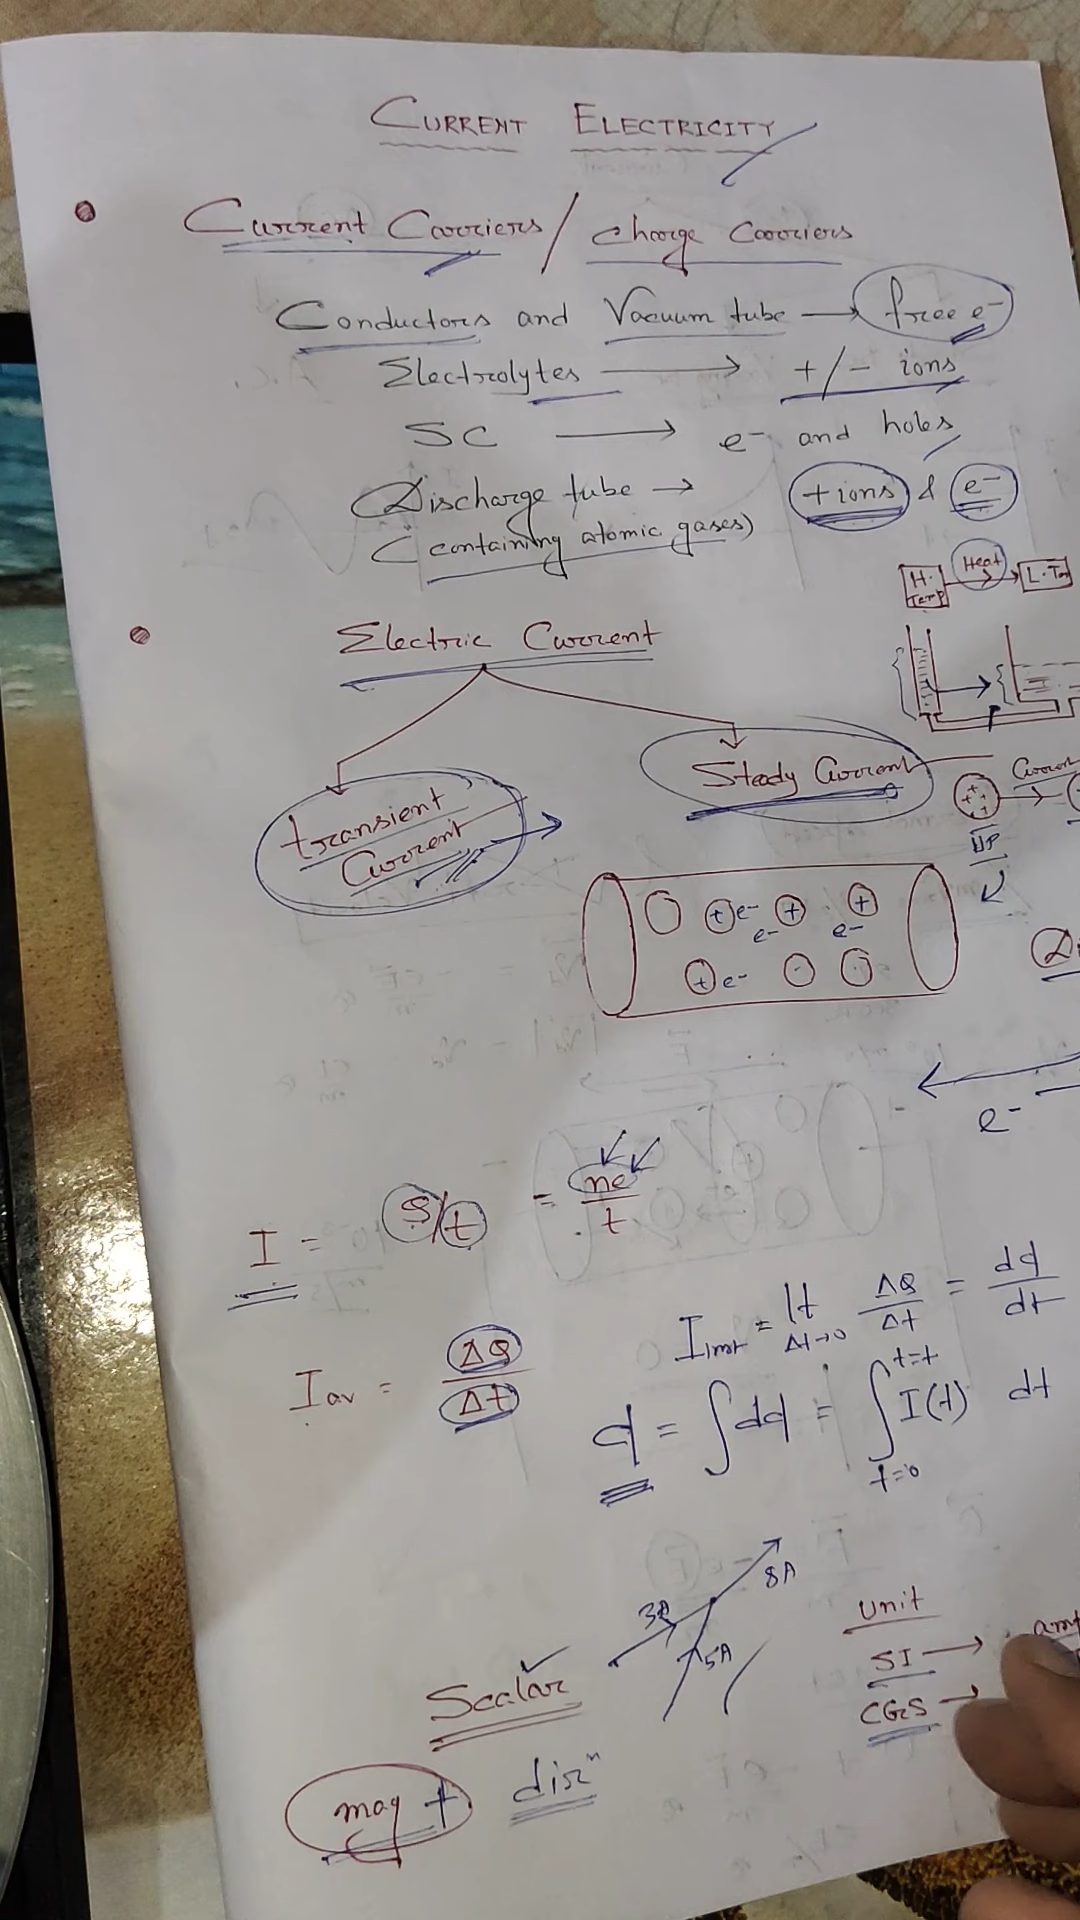 CURRENT ELECTRICITY
Current Carriers / charge Carriers
Conductors and Vacuum tube → free e-
Electrolytes → +/- ions
SC → e- and holes
Discharge tube → + ions & e-
(containing atomic gases)
H. Temp Heat → L.
Electric Current
transient Current
Steady Current
Current
++++
HP
+ e- + e- + e-
+ e-
e-
I = Q/t = ne/t
Iav = ΔQ/Δt
I = lt Δt→0 ΔQ/Δt = dq/dt
q = ∫dq = ∫ t=0 t=t I(t) dt
3A 5A 8A
Unit
SI →
CGS →
Scalar
mag + dirn